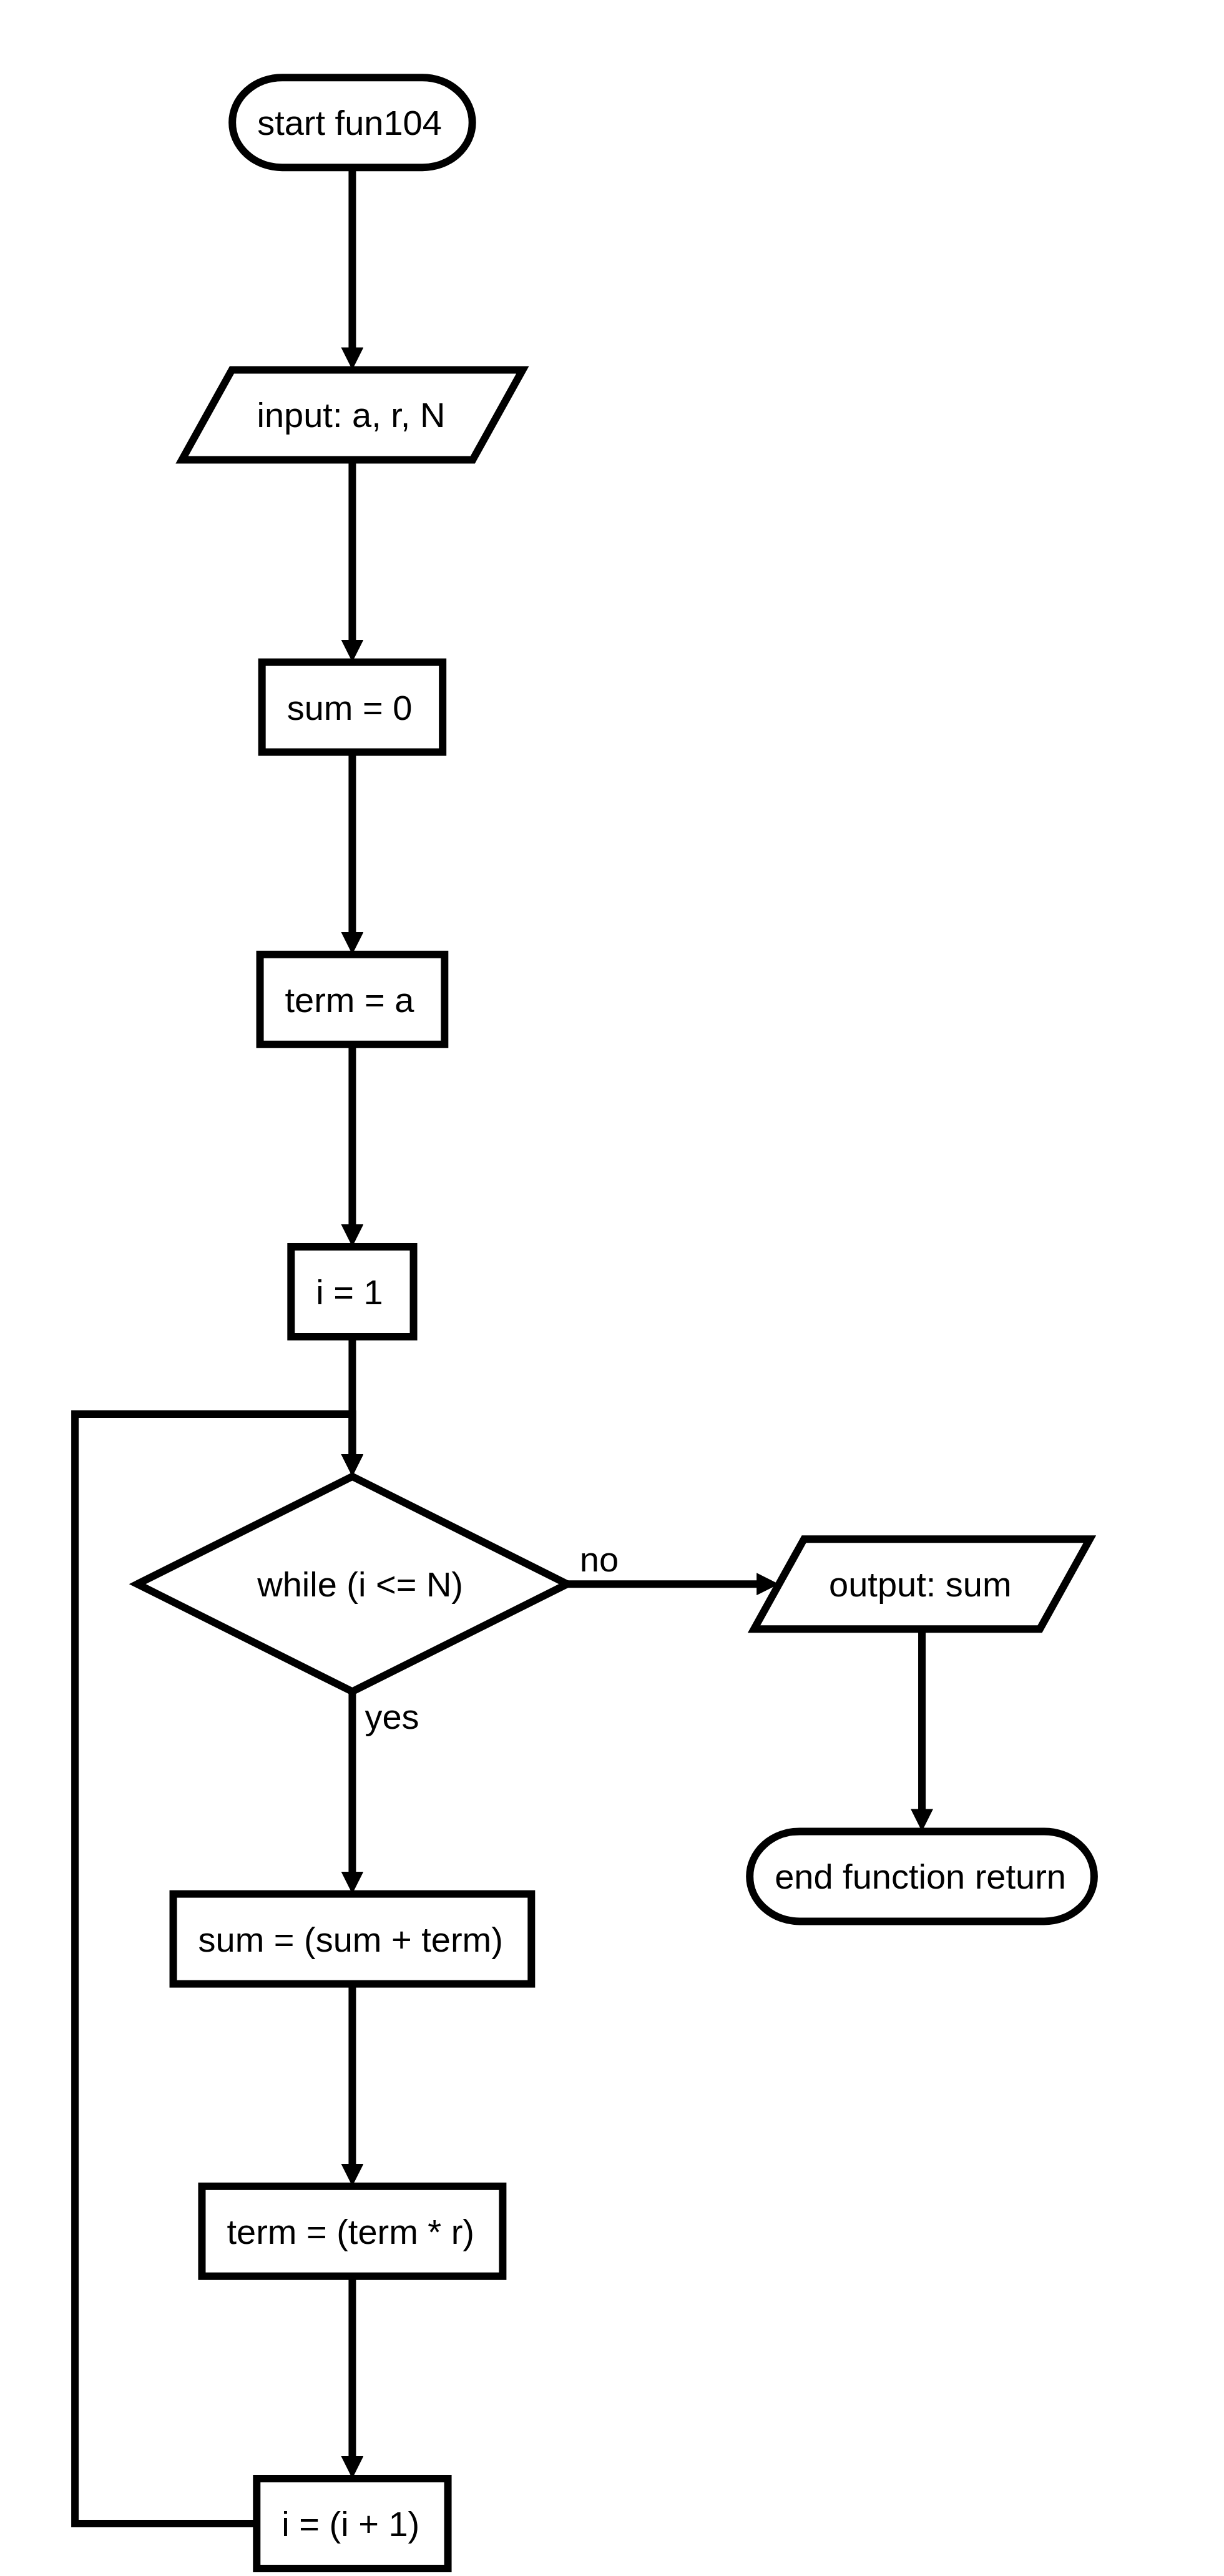 start fun104
input: a, r, N
sum = 0
term = a
i = 1
while (i <= N)
no
output: sum
yes
end function return
sum = (sum + term)
term = (term * r)
i = (i + 1)